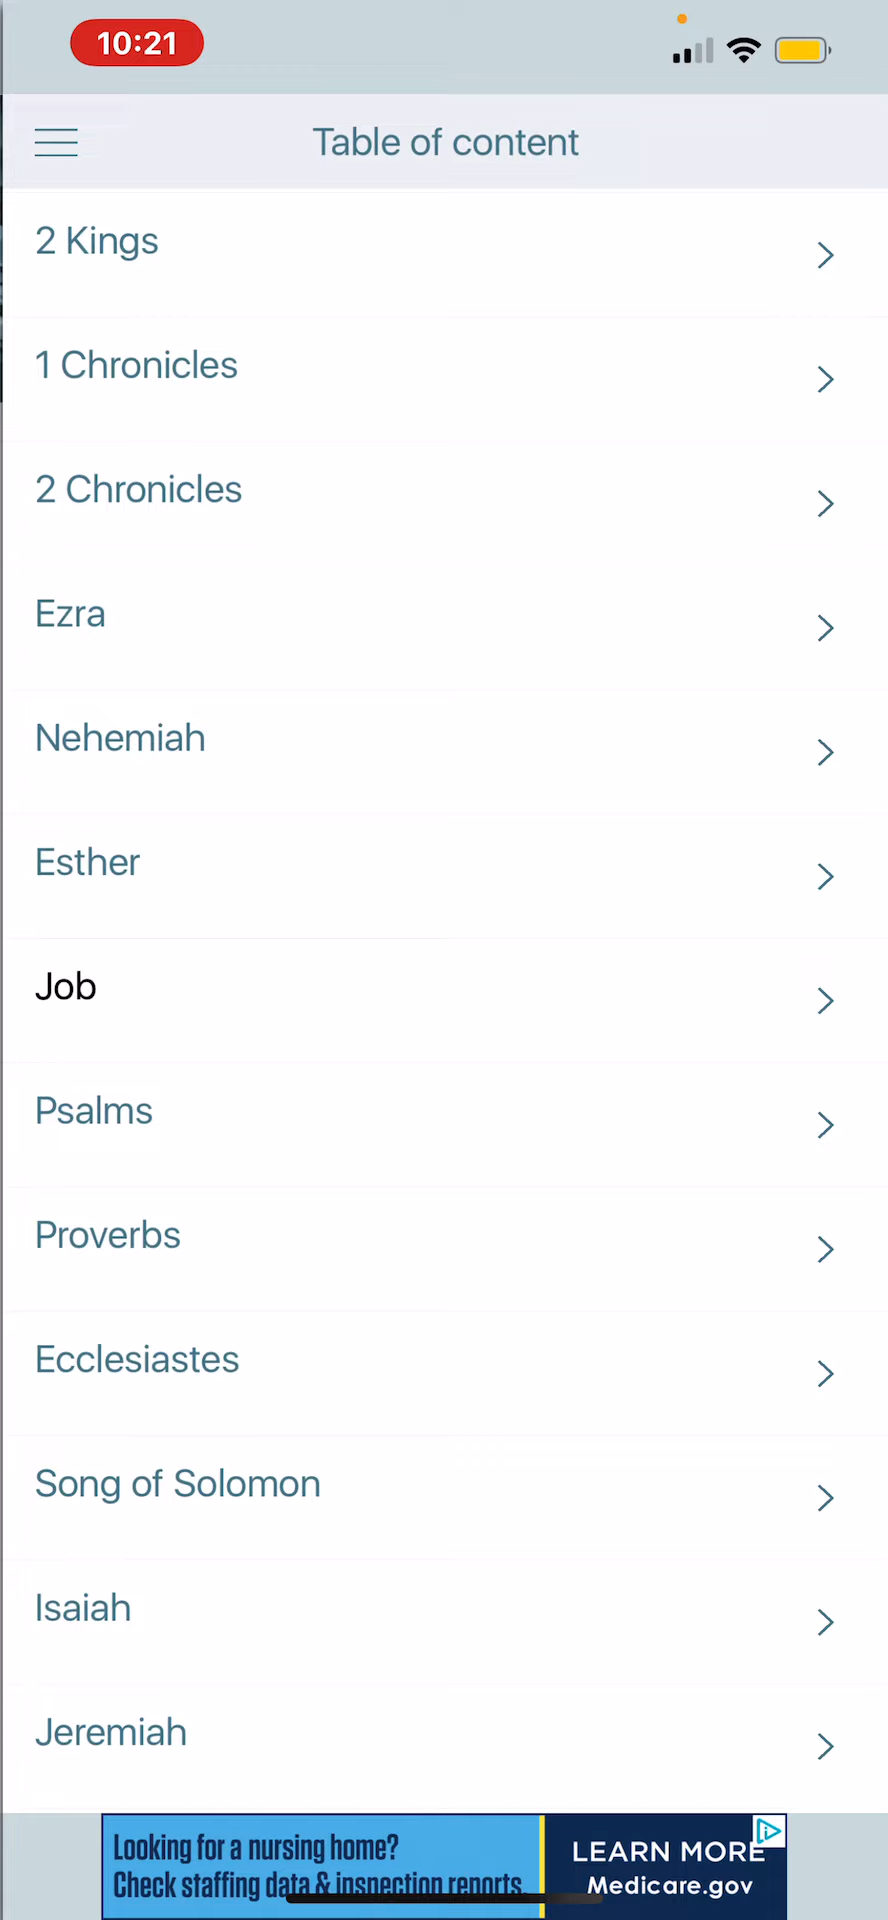 10:21
Table of content
2 Kings
1 Chronicles
2 Chronicles
Ezra
Nehemiah
Esther
Job
Psalms
Proverbs
Ecclesiastes
Song of Solomon
Isaiah
Jeremiah
Looking for a nursing home?
Check staffing data & inspection reports.
LEARN MORE
Medicare.gov